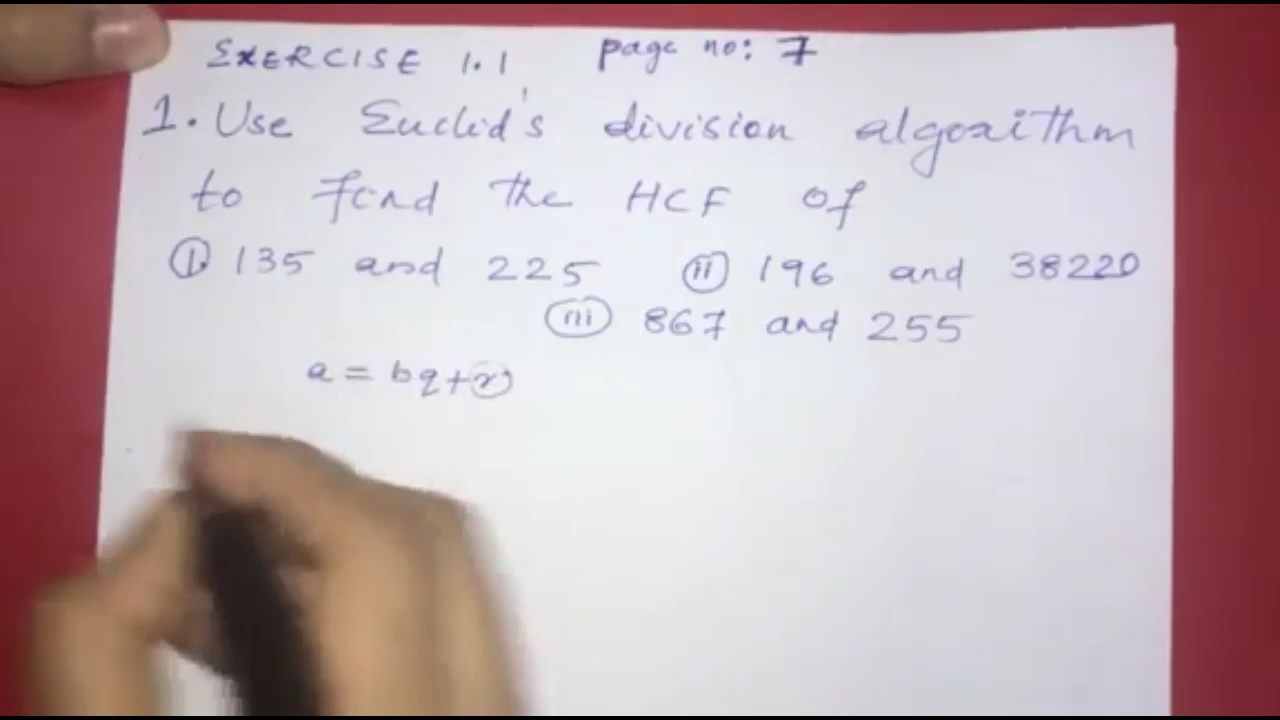 EXERCISE 1.1 page no: 7
1. Use Euclid's division algorithm
to find the HCF of
(i) 135 and 225 (ii) 196 and 38220
(iii) 867 and 255
a = bq + r